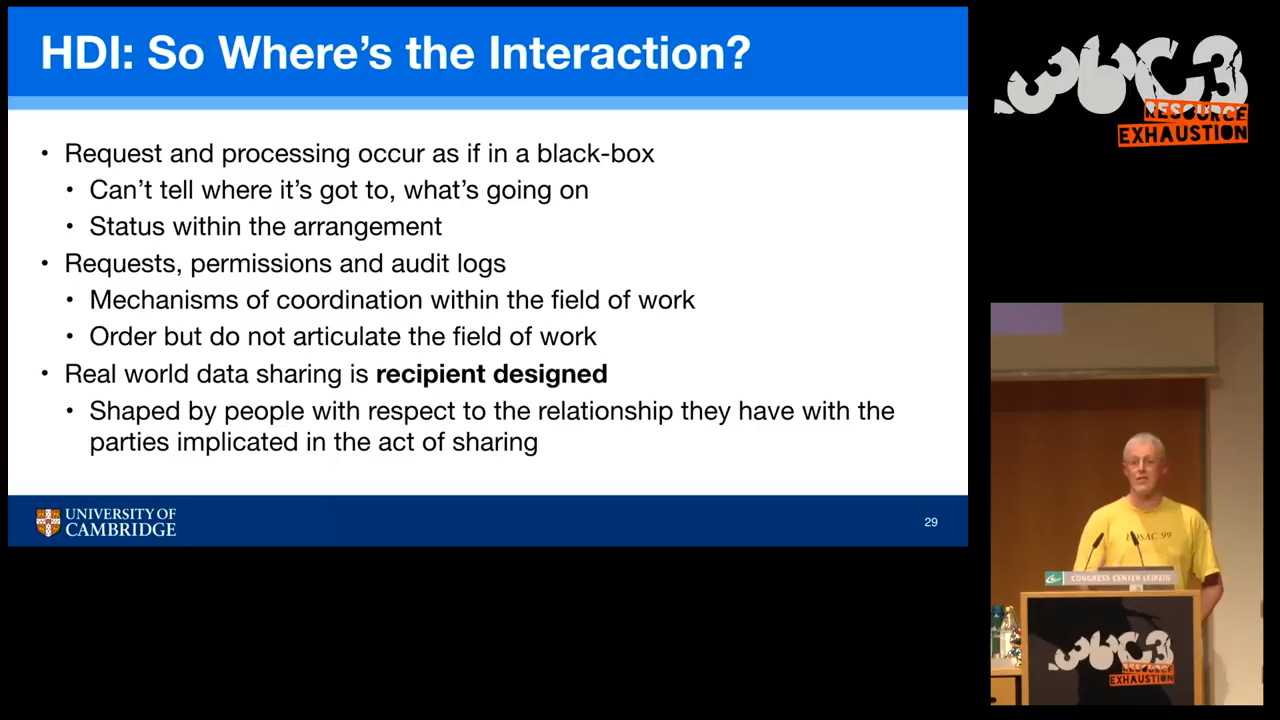 HDI: So Where's the Interaction?
• Request and processing occur as if in a black-box
• Can't tell where it's got to, what's going on
• Status within the arrangement
• Requests, permissions and audit logs
• Mechanisms of coordination within the field of work
• Order but do not articulate the field of work
• Real world data sharing is recipient designed
• Shaped by people with respect to the relationship they have with the
parties implicated in the act of sharing
UNIVERSITY OF
CAMBRIDGE
29
36C3
RESOURCE
EXHAUSTION
99
CONGRESS CENTER LEIPZIG
36C3
RESOURCE
EXHAUSTION